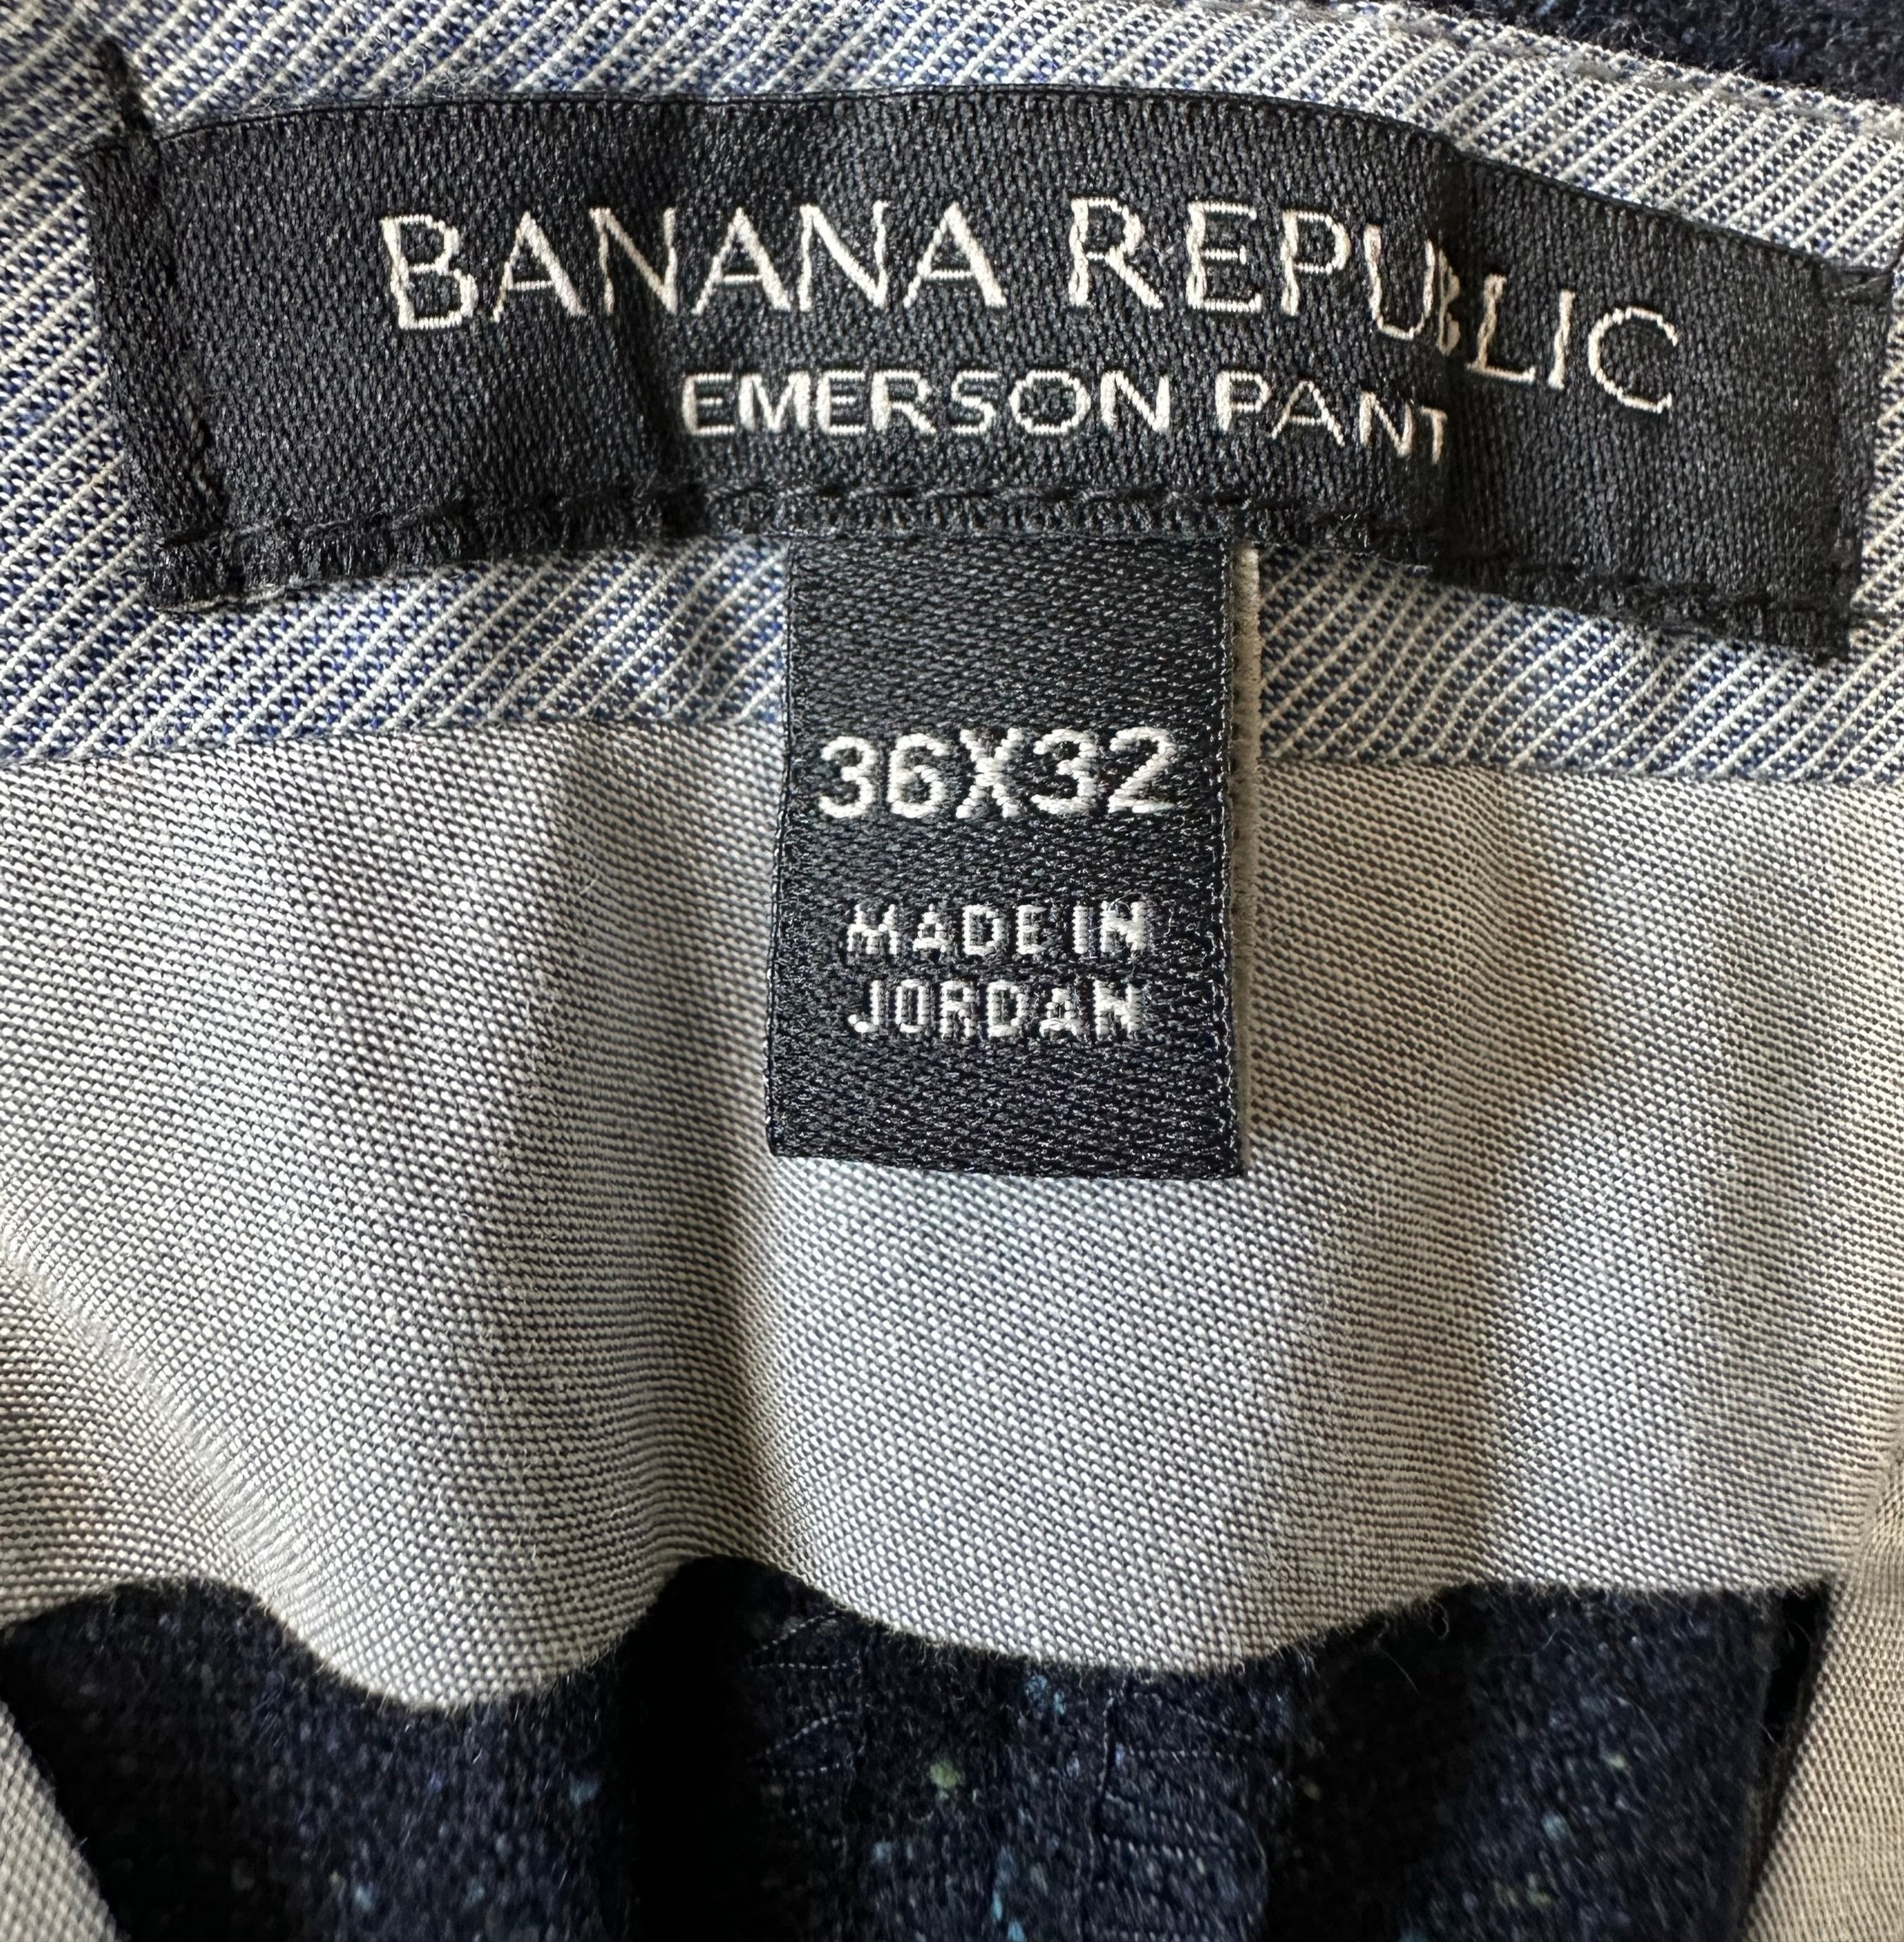 BANANA REPUBLIC
EMERSON PANT
36X32
MADE IN
JORDAN